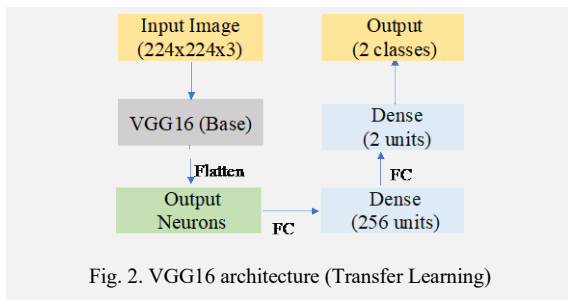 Input Image
(224x224x3)
VGG16 (Base)
Flatten
Output
Neurons
FC
Dense
(256 units)
FC
Dense
(2 units)
Output
(2 classes)
Fig. 2. VGG16 architecture (Transfer Learning)